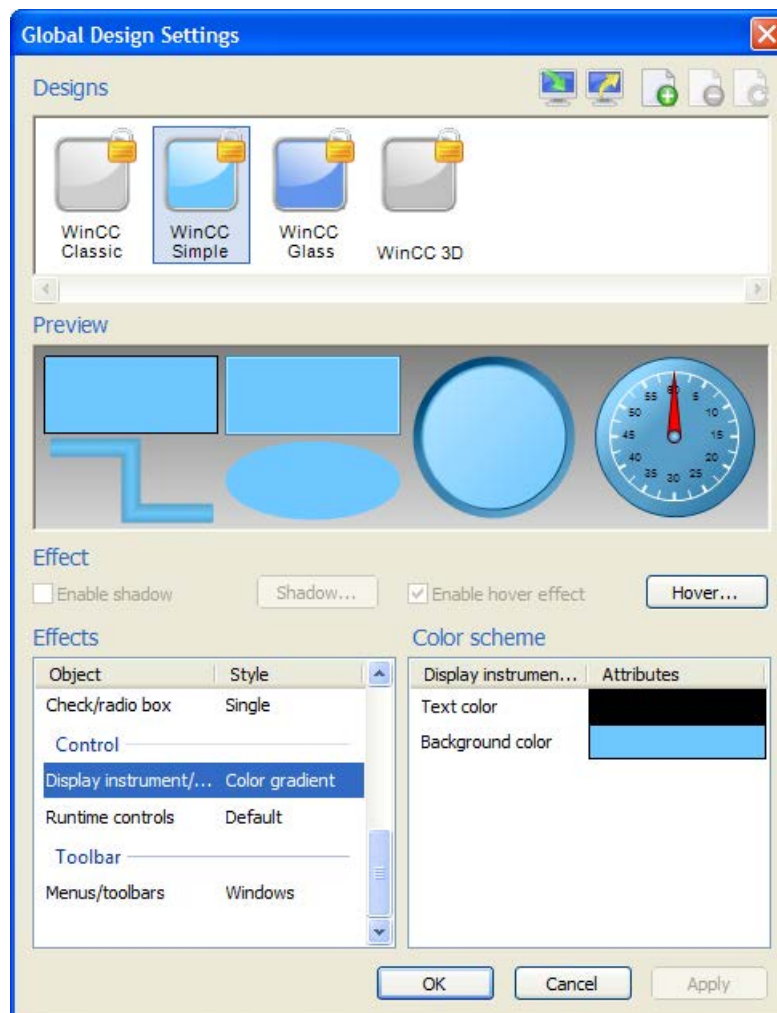 Global Design Settings
Designs
WinCC Classic
WinCC Simple
WinCC Glass
WinCC 3D
Preview
60
5
10
15
20
25
30
35
40
45
50
55
Effect
Enable shadow
Shadow...
Enable hover effect
Hover...
Effects
Color scheme
Object Style
Display instrumen... Attributes
Check/radio box Single
Text color
Control
Background color
Display instrument/... Color gradient
Runtime controls Default
Toolbar
Menus/toolbars Windows
OK
Cancel
Apply